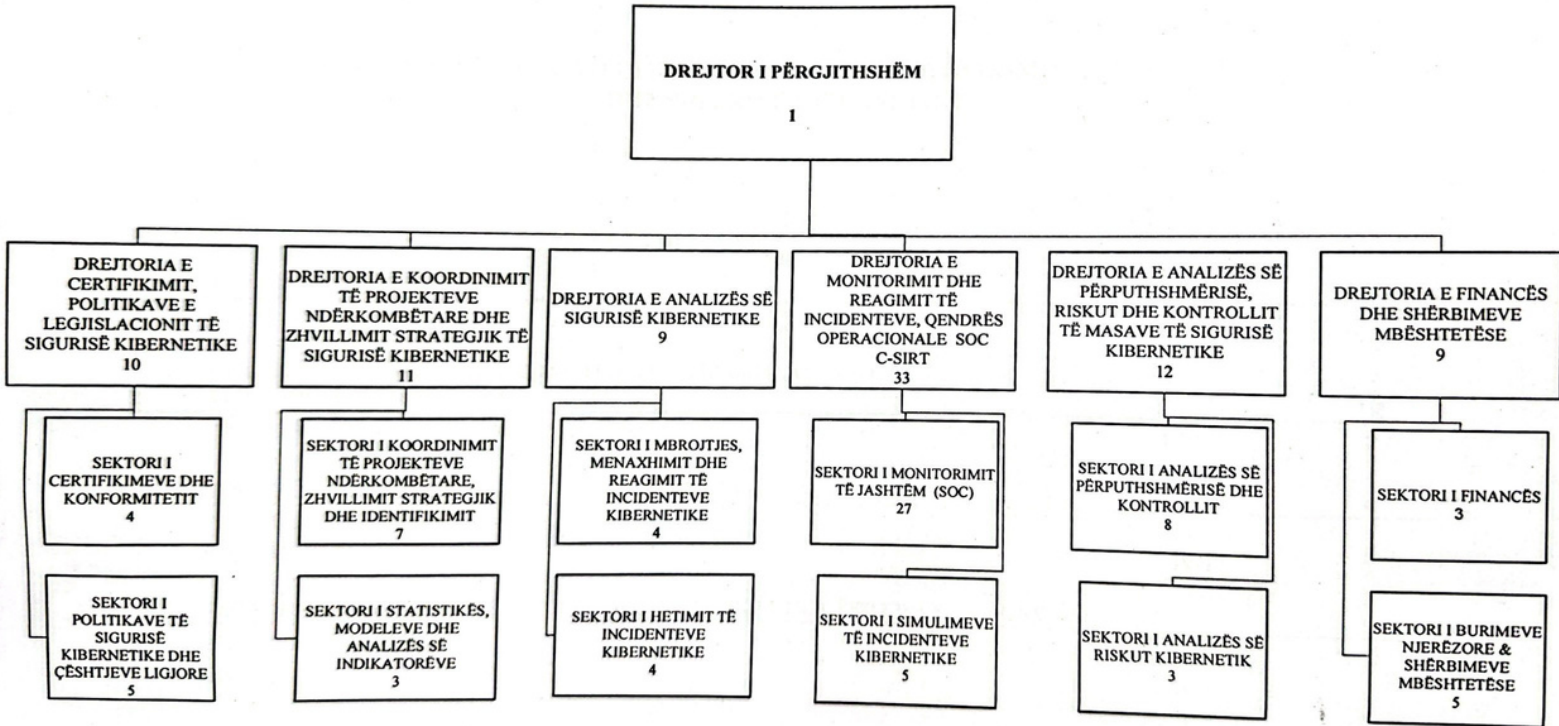 DREJTOR I PËRGJITHSHËM
1
DREJTORIA E
CERTIFIKIMIT,
POLITIKAVE E
LEGJISLACIONIT TË
SIGURISË KIBERNETIKE
10
DREJTORIA E KOORDINIMIT
TË PROJEKTEVE
NDËRKOMBËTARE DHE
ZHVILLIMIT STRATEGJIK TË
SIGURISË KIBERNETIKE
11
DREJTORIA E ANALIZËS SË
SIGURISË KIBERNETIKE
9
DREJTORIA E
MONITORIMIT DHE
REAGIMIT TË
INCIDENTEVE, QENDRËS
OPERACIONALE SOC
C-SIRT
33
DREJTORIA E ANALIZËS SË
PËRPUTHSHMËRISË,
RISKUT DHE KONTROLLIT
TË MASAVE TË SIGURISË
KIBERNETIKE
12
DREJTORIA E FINANCËS
DHE SHËRBIMEVE
MBËSHTETËSE
9
SEKTORI I
CERTIFIKIMEVE DHE
KONFORMITETIT
4
SEKTORI I KOORDINIMIT
TË PROJEKTEVE
NDËRKOMBËTARE,
ZHVILLIMIT STRATEGJIK
DHE IDENTIFIKIMIT
7
SEKTORI I MBROJTJES,
MENAXHIMIT DHE
REAGIMIT TË
INCIDENTEVE
KIBERNETIKE
4
SEKTORI I MONITORIMIT
TË JASHTËM (SOC)
27
SEKTORI I ANALIZËS SË
PËRPUTHSHMËRISË DHE
KONTROLLIT
8
SEKTORI I FINANCËS
3
SEKTORI I
POLITIKAVE TË
SIGURISË
KIBERNETIKE DHE
ÇËSHTJEVE LIGJORE
5
SEKTORI I STATISTIKËS,
MODELEVE DHE
ANALIZËS SË
INDIKATORËVE
3
SEKTORI I HETIMIT TË
INCIDENTEVE
KIBERNETIKE
4
SEKTORI I SIMULIMEVE
TË INCIDENTEVE
KIBERNETIKE
5
SEKTORI I ANALIZËS SË
RISKUT KIBERNETIK
3
SEKTORI I BURIMEVE
NJERËZORE &
SHËRBIMEVE
MBËSHTETËSE
5